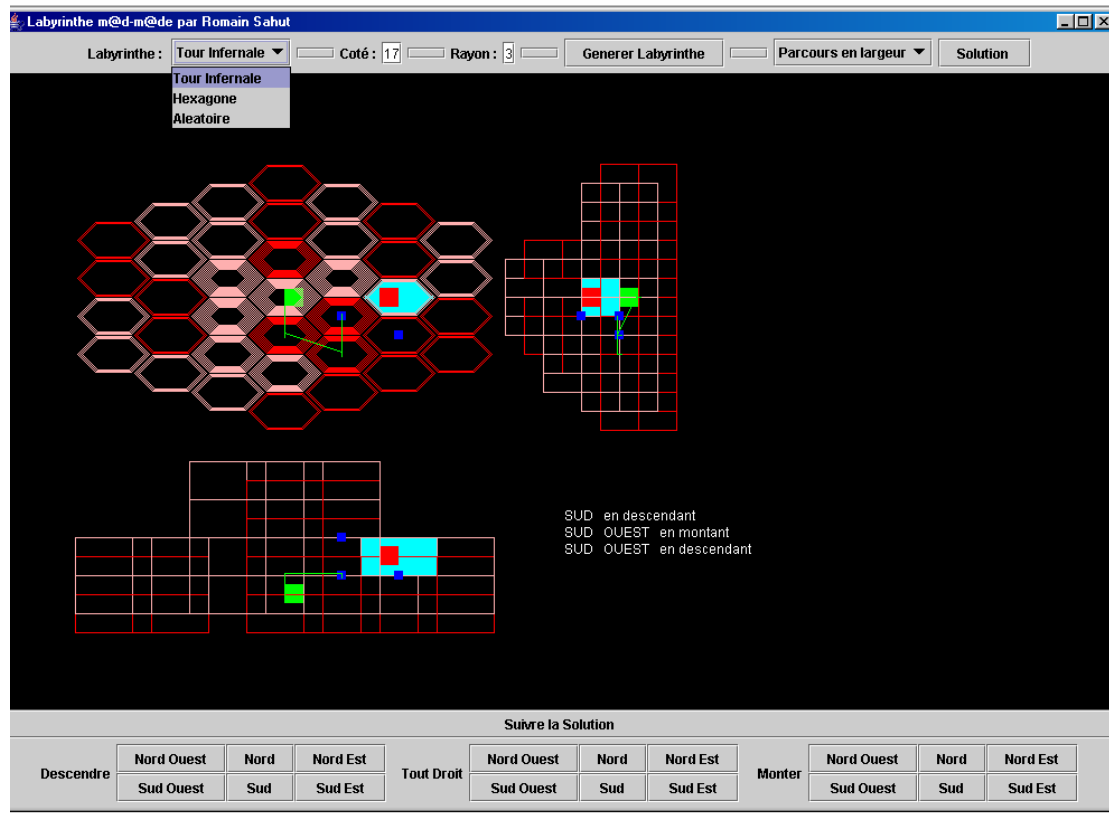 Labyrinthe m@d-m@de par Romain Sahut
Labyrinthe : Tour Infernale Coté : 17 Rayon : 3 Generer Labyrinthe Parcours en largeur Solution
Tour Infernale
Hexagone
Aleatoire
SUD en descendant
SUD OUEST en montant
SUD OUEST en descendant
Suivre la Solution
Descendre Nord Ouest Nord Nord Est Tout Droit Nord Ouest Nord Nord Est Monter Nord Ouest Nord Nord Est
Sud Ouest Sud Sud Est Sud Ouest Sud Sud Est Sud Ouest Sud Sud Est